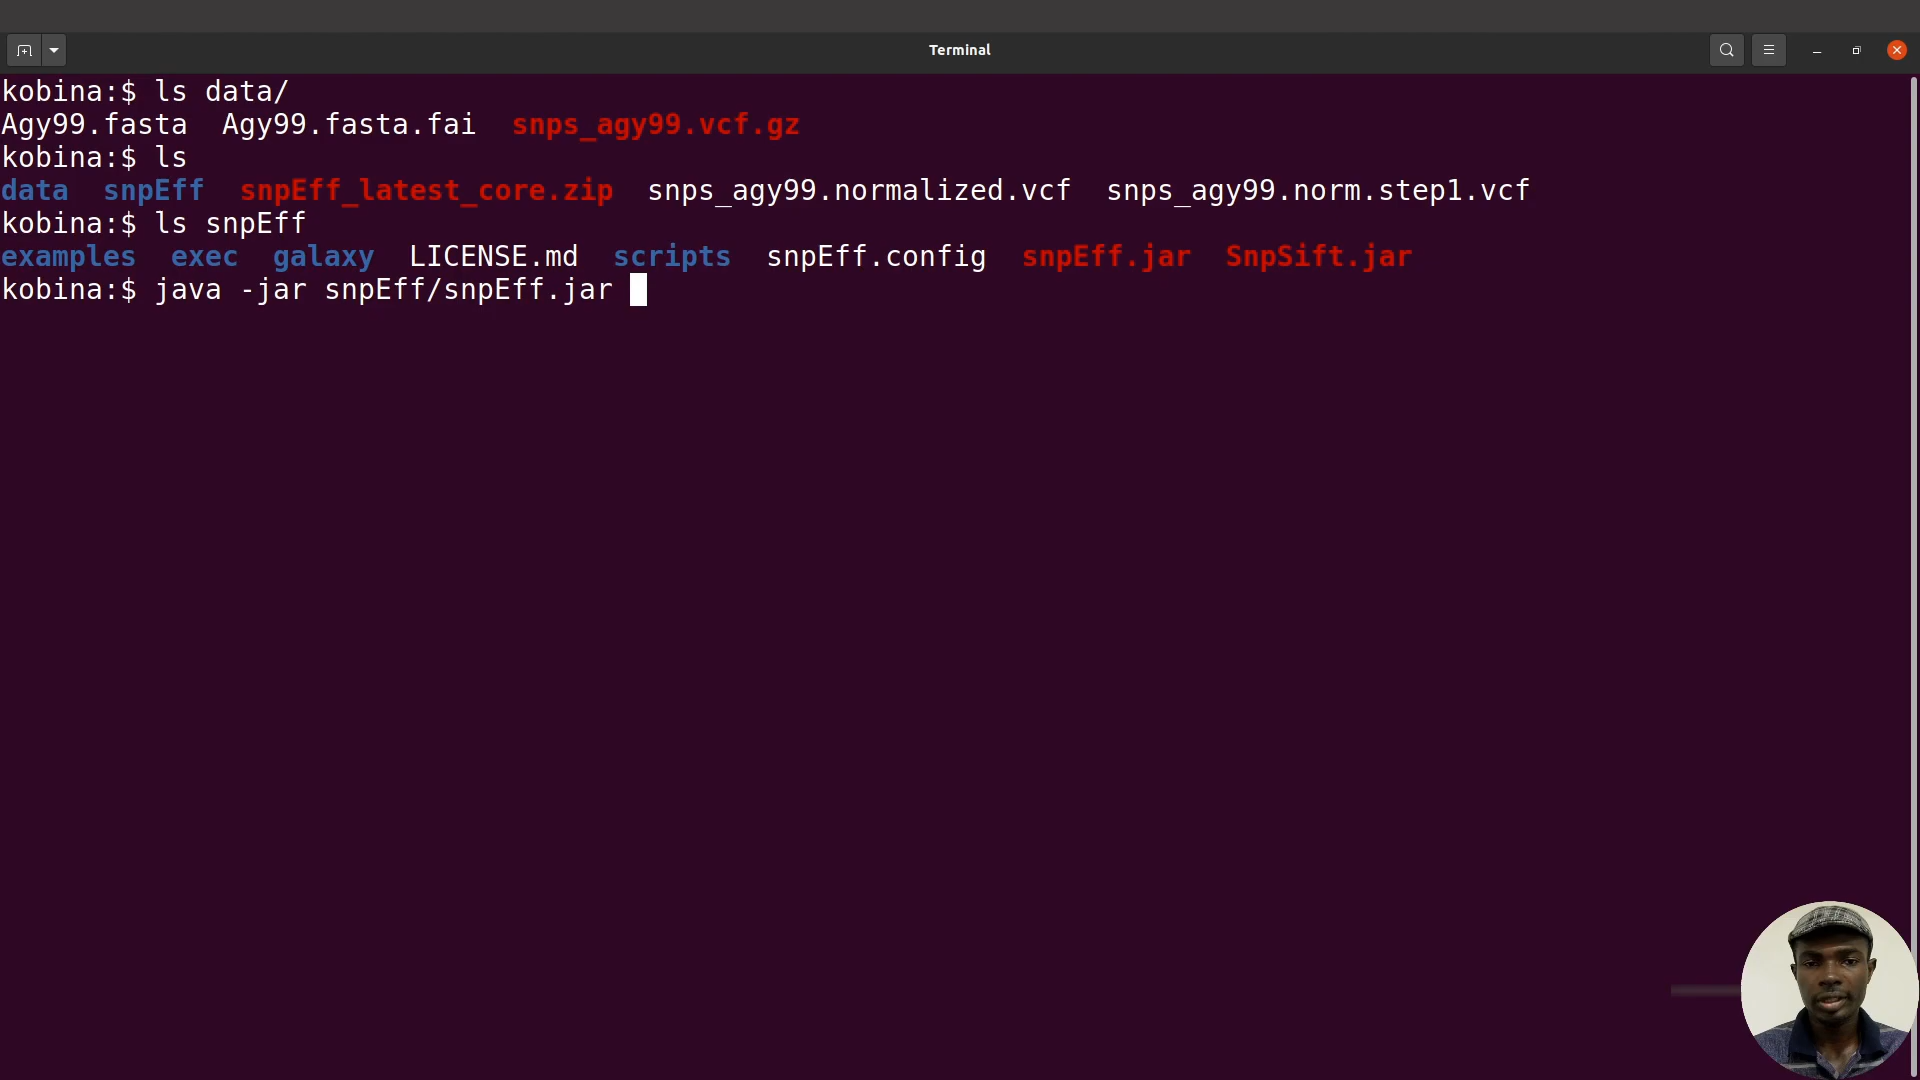 Terminal
kobina:$ ls data/
Agy99.fasta  Agy99.fasta.fai  snps_agy99.vcf.gz
kobina:$ ls
data  snpEff  snpEff_latest_core.zip  snps_agy99.normalized.vcf  snps_agy99.norm.step1.vcf
kobina:$ ls snpEff
examples  exec  galaxy  LICENSE.md  scripts  snpEff.config  snpEff.jar  SnpSift.jar
kobina:$ java -jar snpEff/snpEff.jar